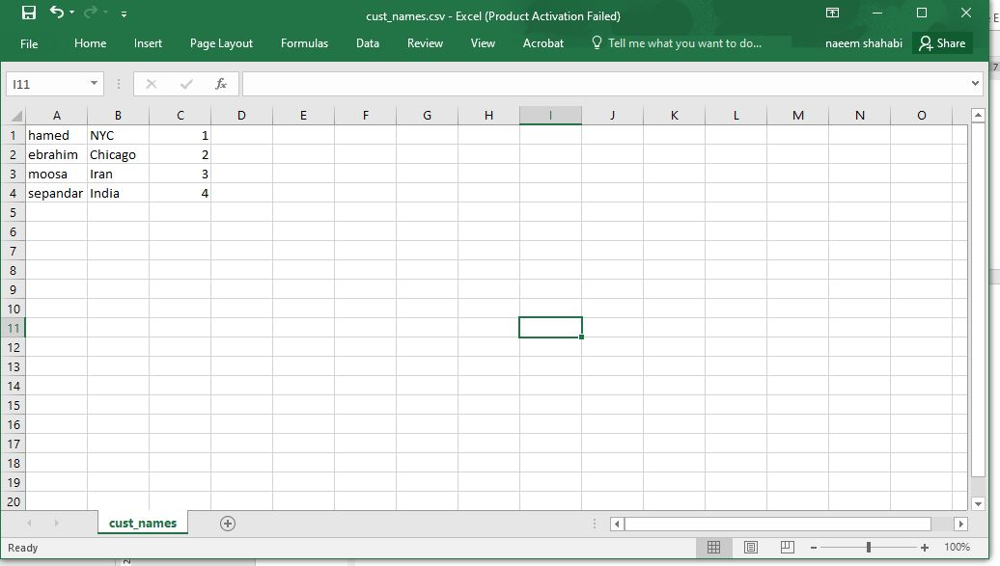 cust_names.csv - Excel (Product Activation Failed)
File Home Insert Page Layout Formulas Data Review View Acrobat Tell me what you want to do... naeem shahabi Share
I11 fx
A B C D E F G H I J K L M N O
1 hamed NYC 1
2 ebrahim Chicago 2
3 moosa Iran 3
4 sepandar India 4
5
6
7
8
9
10
11
12
13
14
15
16
17
18
19
20
cust_names
Ready 100%